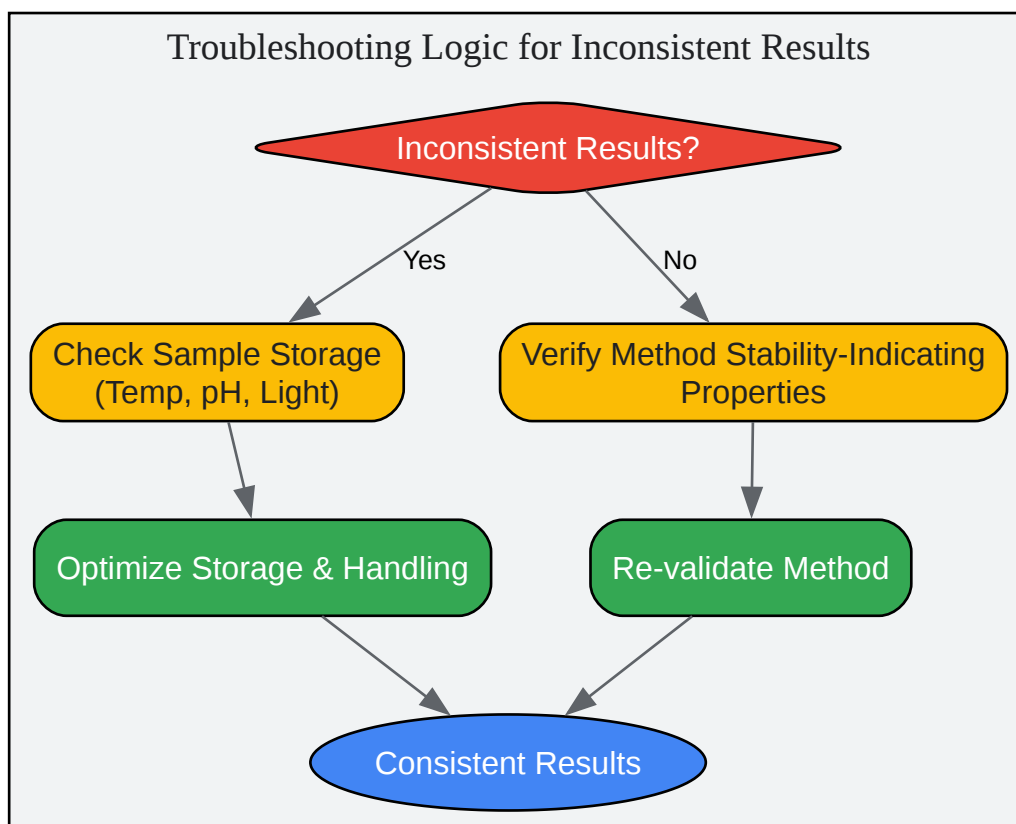 Troubleshooting Logic for Inconsistent Results
Inconsistent Results?
Yes
No
Check Sample Storage
(Temp, pH, Light)
Verify Method Stability-Indicating
Properties
Optimize Storage & Handling
Re-validate Method
Consistent Results